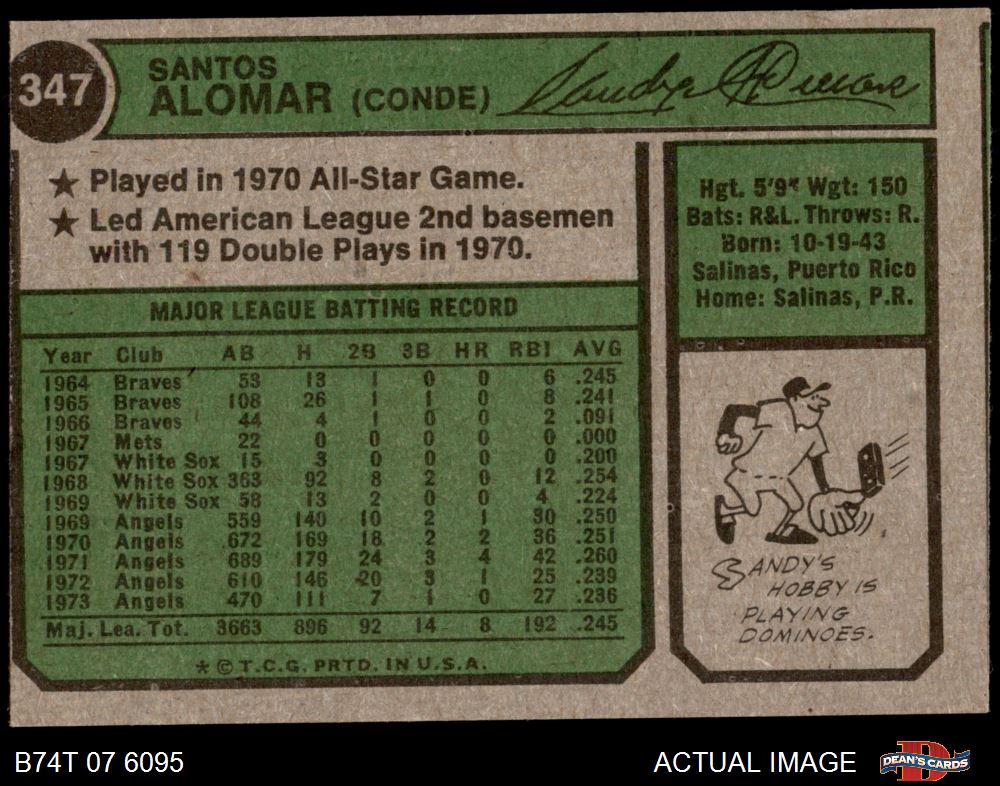 347
SANTOS
ALOMAR (CONDE)
Sandy Alomar
★ Played in 1970 All-Star Game.
★ Led American League 2nd basemen
with 119 Double Plays in 1970.
Hgt. 5'9" Wgt: 150
Bats: R&L. Throws: R.
Born: 10-19-43
Salinas, Puerto Rico
Home: Salinas, P.R.
MAJOR LEAGUE BATTING RECORD
Year Club AB H 2B 3B HR RBI AVG
1964 Braves 53 13 1 0 0 6 .245
1965 Braves 108 26 1 1 0 8 .241
1966 Braves 44 4 1 0 0 2 .091
1967 Mets 22 0 0 0 0 0 .000
1967 White Sox 15 3 0 0 0 0 .200
1968 White Sox 363 92 8 2 0 12 .254
1969 White Sox 58 13 2 0 0 4 .224
1969 Angels 559 140 10 2 1 30 .250
1970 Angels 672 169 18 2 2 36 .251
1971 Angels 689 179 24 3 4 42 .260
1972 Angels 610 146 20 3 1 25 .239
1973 Angels 470 111 7 1 0 27 .236
Maj. Lea. Tot. 3663 896 92 14 8 192 .245
* © T.C.G. PRTD. IN U.S.A.
SANDY'S
HOBBY IS
PLAYING
DOMINOES.
B74T 07 6095
ACTUAL IMAGE
D
DEAN'S CARDS